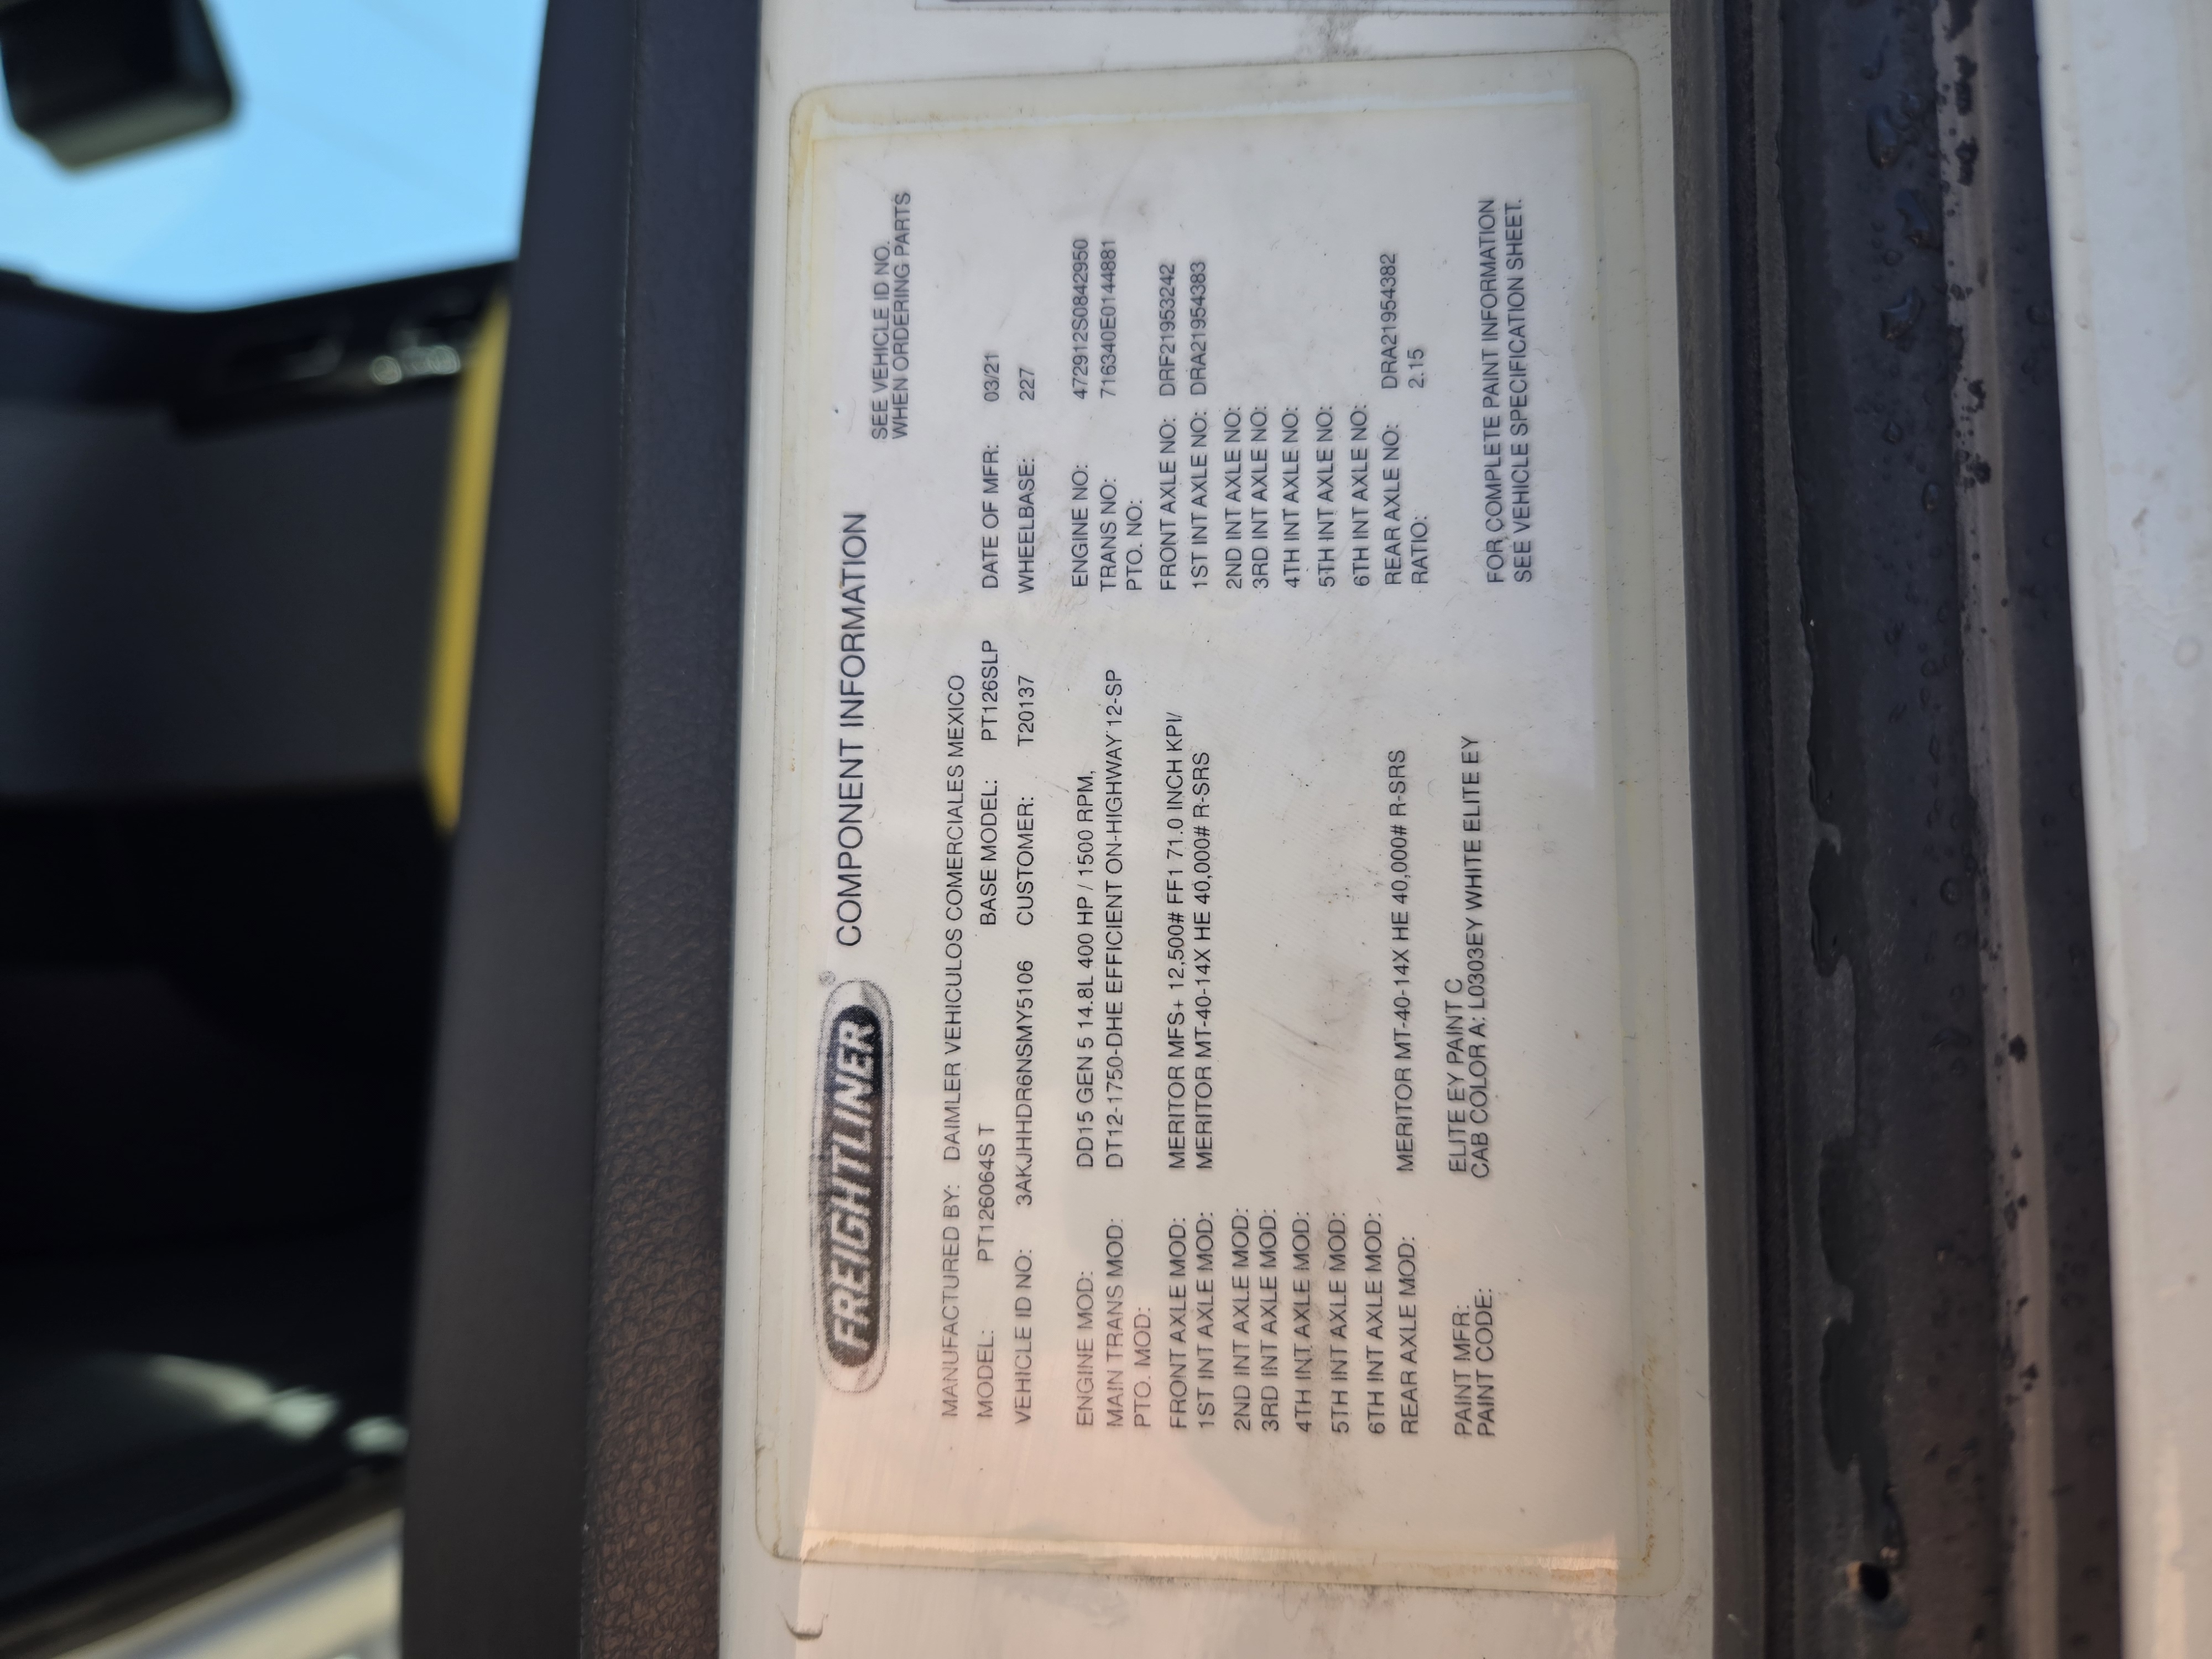 FREIGHTLINER® COMPONENT INFORMATION
SEE VEHICLE ID NO.
WHEN ORDERING PARTS
MANUFACTURED BY: DAIMLER VEHICULOS COMERCIALES MEXICO
MODEL: PT126064S T BASE MODEL: PT126SLP DATE OF MFR: 03/21
VEHICLE ID NO: 3AKJHHDR6NSMY5106 CUSTOMER: T20137 WHEELBASE: 227
ENGINE MOD: DD15 GEN 5 14.8L 400 HP / 1500 RPM, ENGINE NO: 472912S0842950
MAIN TRANS MOD: DT12-1750-DHE EFFICIENT ON-HIGHWAY 12-SP TRANS NO: 716340E0144881
PTO. MOD: PTO. NO:
FRONT AXLE MOD: MERITOR MFS+ 12,500# FF1 71.0 INCH KPI/ FRONT AXLE NO: DRF21953242
1ST INT AXLE MOD: MERITOR MT-40-14X HE 40,000# R-SRS 1ST INT AXLE NO: DRA21954383
2ND INT AXLE MOD: 2ND INT AXLE NO:
3RD INT AXLE MOD: 3RD INT AXLE NO:
4TH INT AXLE MOD: 4TH INT AXLE NO:
5TH INT AXLE MOD: 5TH INT AXLE NO:
6TH INT AXLE MOD: 6TH INT AXLE NO:
REAR AXLE MOD: MERITOR MT-40-14X HE 40,000# R-SRS REAR AXLE NO: DRA21954382
RATIO: 2.15
PAINT MFR: ELITE EY PAINT C
PAINT CODE: CAB COLOR A: L0303EY WHITE ELITE EY
FOR COMPLETE PAINT INFORMATION
SEE VEHICLE SPECIFICATION SHEET.